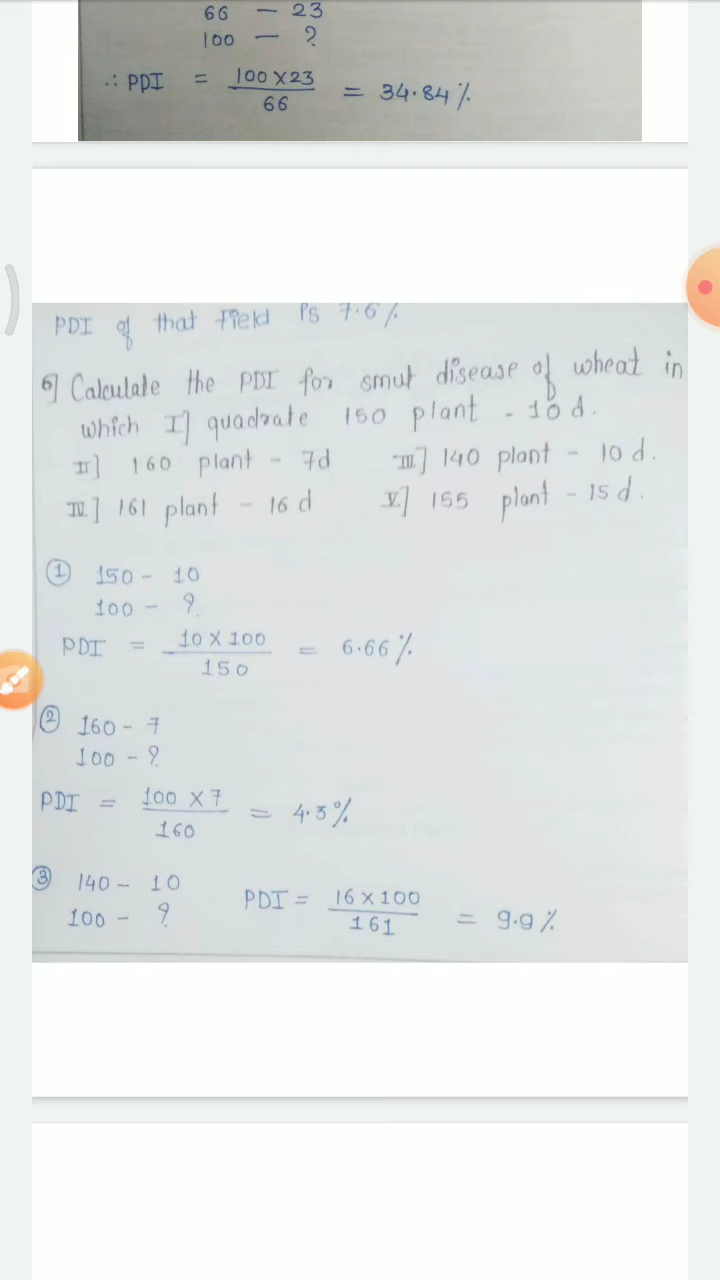 66 — 23
100 — ?
∴ PDI = 100 X 23 / 66 = 34.84%
PDI of that Field Ps 7.6%
6] Calculate the PDI for smut disease of wheat in
which I] quadrate 150 plant - 10 d.
II] 160 plant - 7d III] 140 plant - 10 d.
IV] 161 plant - 16 d V] 155 plant - 15 d.
① 150 - 10
100 - ?
PDI = 10 X 100 / 150 = 6.66%
② 160 - 7
100 - ?
PDI = 100 X 7 / 160 = 4.3%
③ 140 - 10
100 - ?
PDI = 16 X 100 / 161 = 9.9%